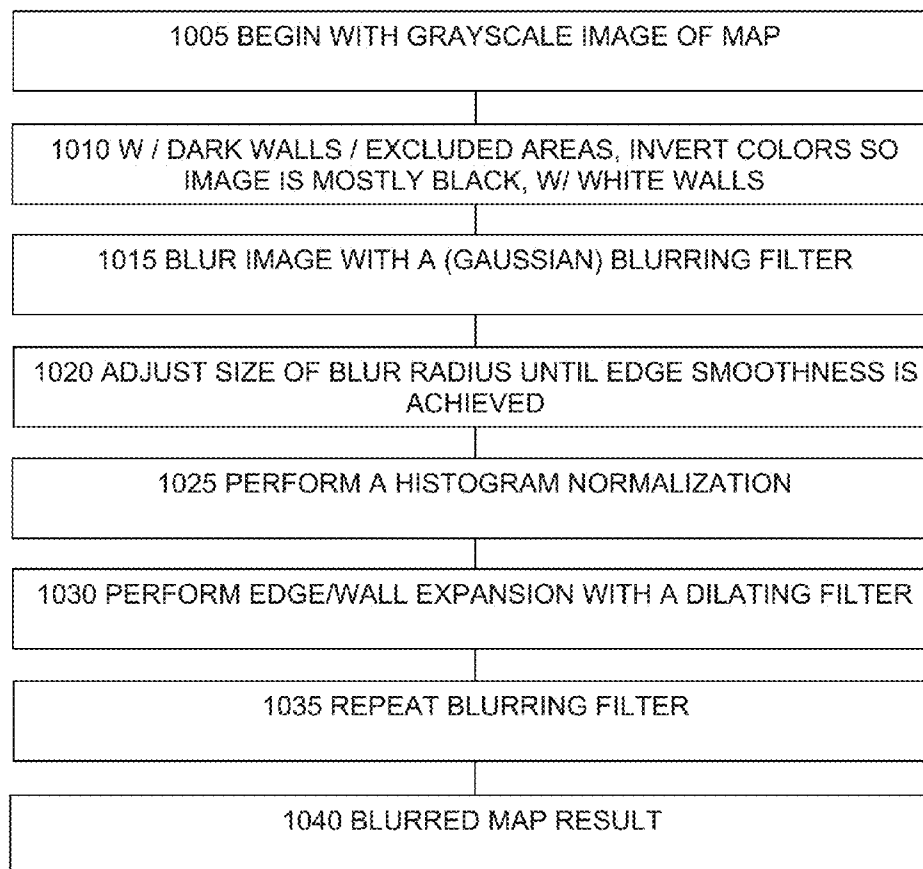 1005 BEGIN WITH GRAYSCALE IMAGE OF MAP
1010 W / DARK WALLS / EXCLUDED AREAS, INVERT COLORS SO
IMAGE IS MOSTLY BLACK, W/ WHITE WALLS
1015 BLUR IMAGE WITH A (GAUSSIAN) BLURRING FILTER
1020 ADJUST SIZE OF BLUR RADIUS UNTIL EDGE SMOOTHNESS IS
ACHIEVED
1025 PERFORM A HISTOGRAM NORMALIZATION
1030 PERFORM EDGE/WALL EXPANSION WITH A DILATING FILTER
1035 REPEAT BLURRING FILTER
1040 BLURRED MAP RESULT